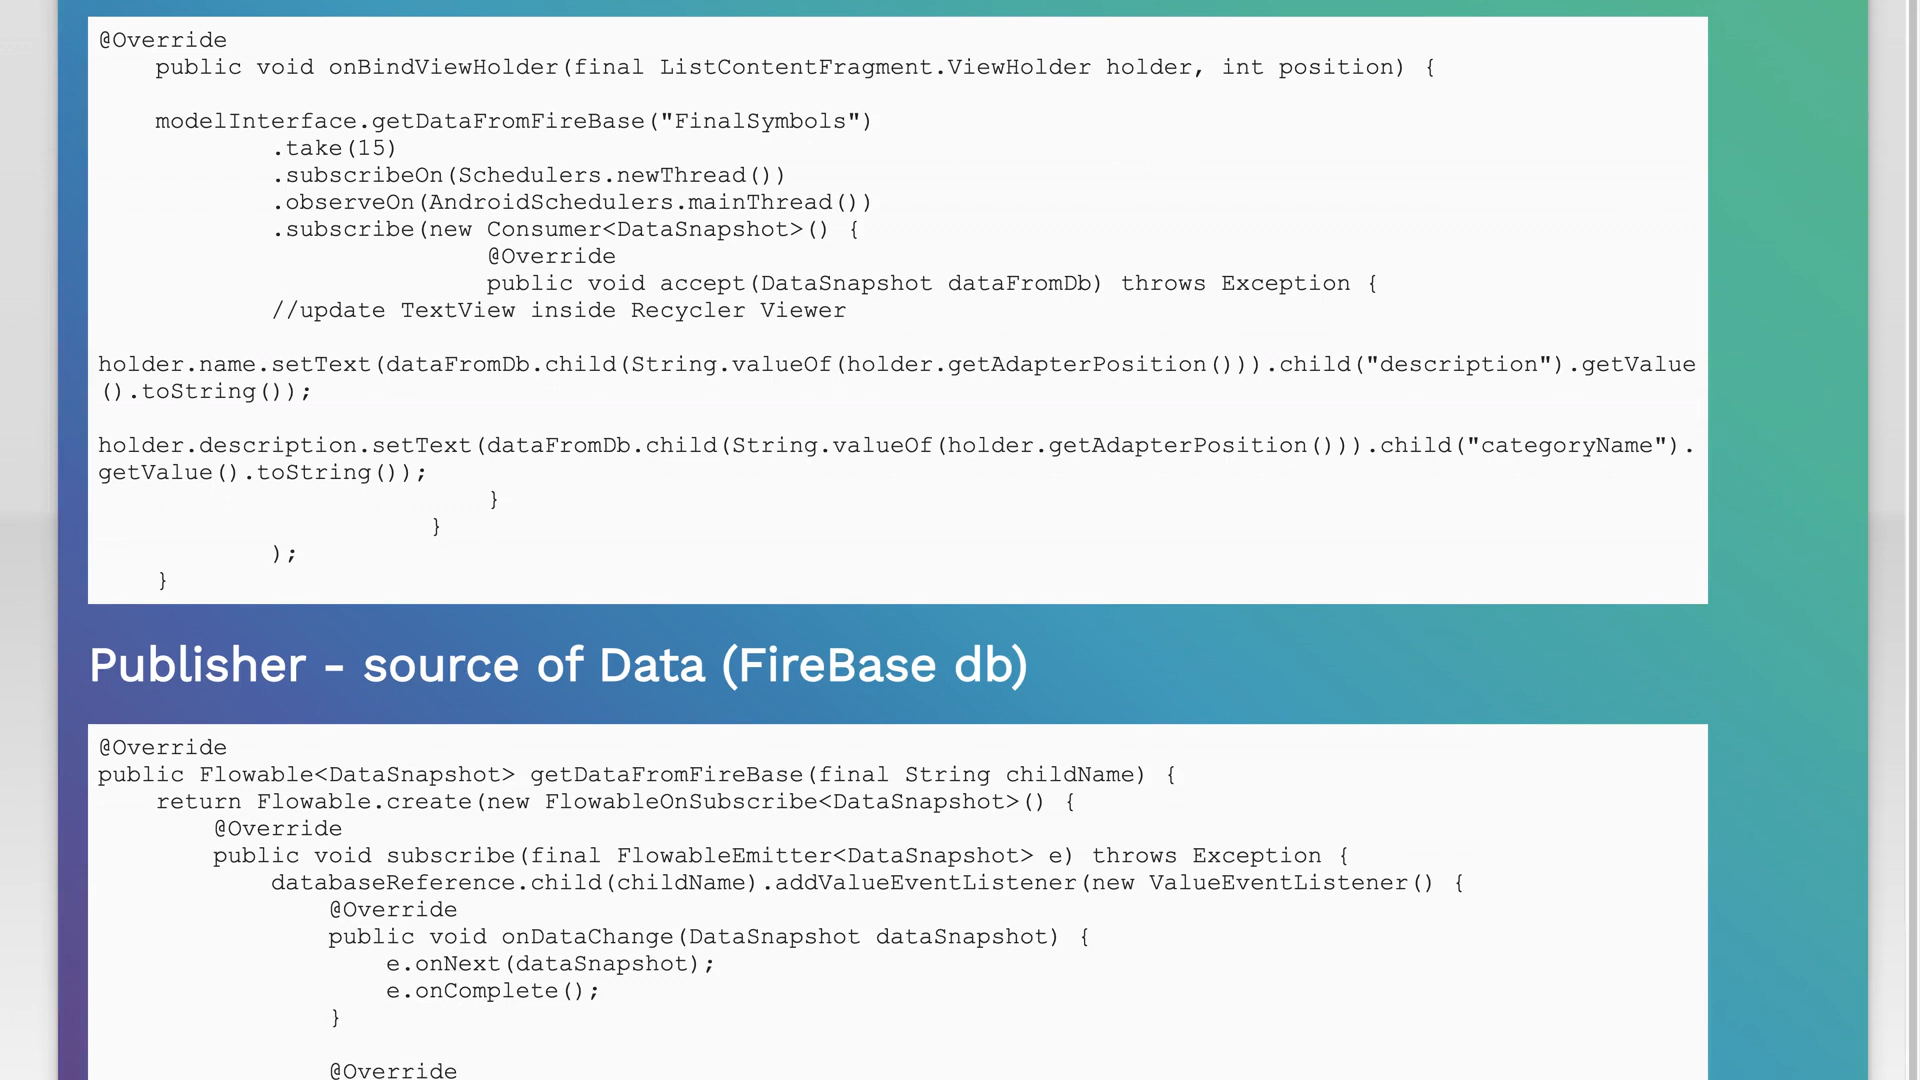 @Override
    public void onBindViewHolder(final ListContentFragment.ViewHolder holder, int position) {

    modelInterface.getDataFromFireBase("FinalSymbols")
            .take(15)
            .subscribeOn(Schedulers.newThread())
            .observeOn(AndroidSchedulers.mainThread())
            .subscribe(new Consumer<DataSnapshot>() {
                           @Override
                           public void accept(DataSnapshot dataFromDb) throws Exception {
            //update TextView inside Recycler Viewer

holder.name.setText(dataFromDb.child(String.valueOf(holder.getAdapterPosition())).child("description").getValue
().toString());

holder.description.setText(dataFromDb.child(String.valueOf(holder.getAdapterPosition())).child("categoryName").
getValue().toString());
                           }
                       }
            );
    }
Publisher - source of Data (FireBase db)
@Override
public Flowable<DataSnapshot> getDataFromFireBase(final String childName) {
    return Flowable.create(new FlowableOnSubscribe<DataSnapshot>() {
        @Override
        public void subscribe(final FlowableEmitter<DataSnapshot> e) throws Exception {
            databaseReference.child(childName).addValueEventListener(new ValueEventListener() {
                @Override
                public void onDataChange(DataSnapshot dataSnapshot) {
                    e.onNext(dataSnapshot);
                    e.onComplete();
                }

                @Override